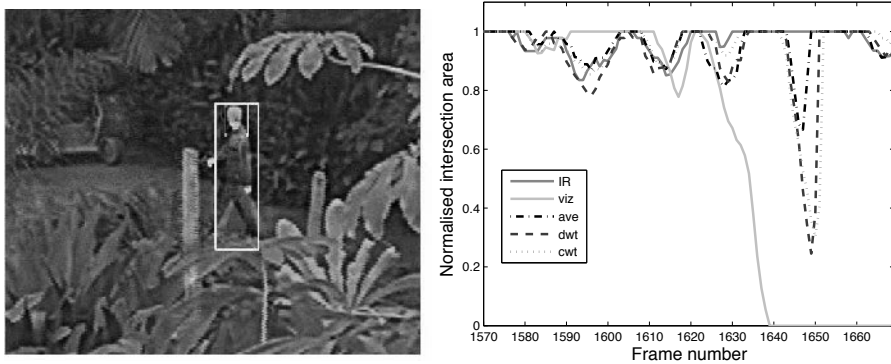 Normalised intersection area
1
0.8
0.6
0.4
0.2
0
IR
viz
ave
dwt
cwt
1570 1580 1590 1600 1610 1620 1630 1640 1650 1660
Frame number